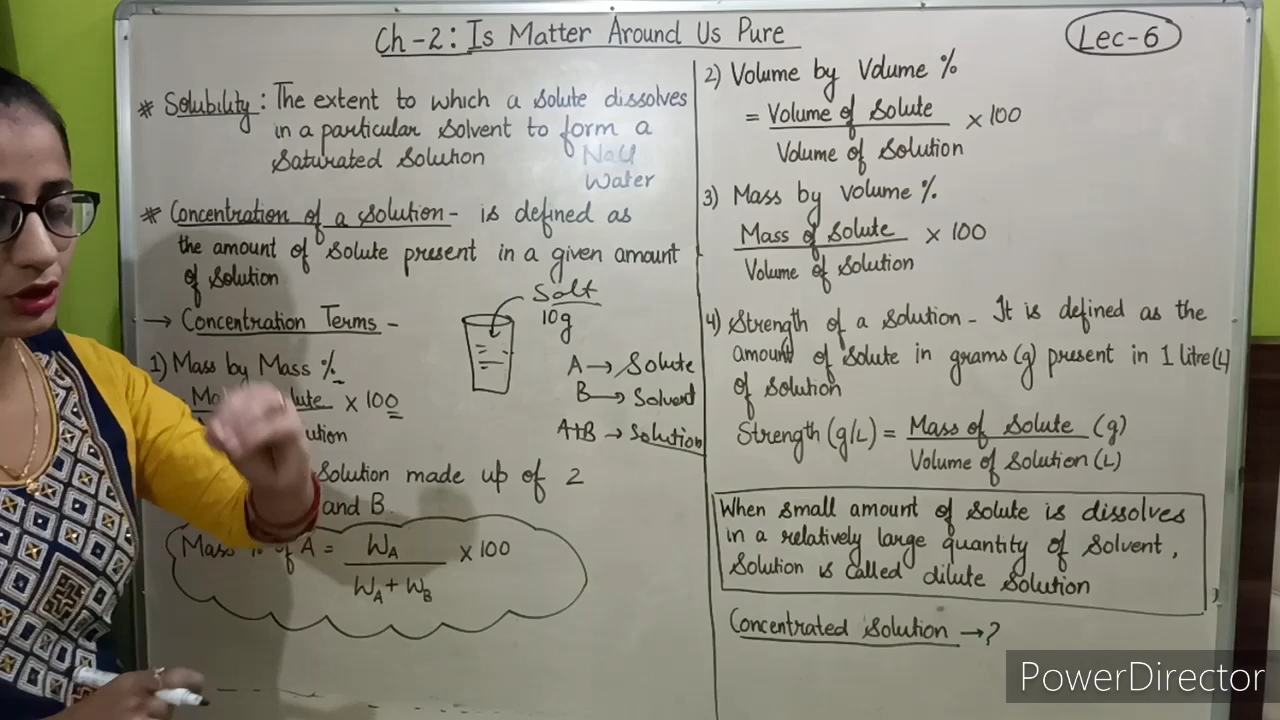 Ch-2: Is Matter Around Us Pure
Lec-6
* Solubility: The extent to which a solute dissolves
in a particular solvent to form a
saturated solution
NaCl
Water
* Concentration of a solution - is defined as
the amount of solute present in a given amount
of solution
→ Concentration Terms -
Salt
10g
1) Mass by Mass %
lute × 100
ution
A → Solute
B → Solvent
A+B → Solution
Solution made up of 2
and B
Mass % of A = W_A × 100
W_A + W_B
2) Volume by Volume %
= Volume of solute × 100
Volume of solution
3) Mass by volume %
Mass of solute × 100
Volume of solution
4) Strength of a solution - It is defined as the
amount of solute in grams (g) present in 1 litre (L)
of solution
Strength (g/L) = Mass of solute (g)
Volume of solution (L)
When small amount of solute is dissolves
in a relatively large quantity of solvent,
solution is called dilute solution
Concentrated solution → ?
PowerDirector